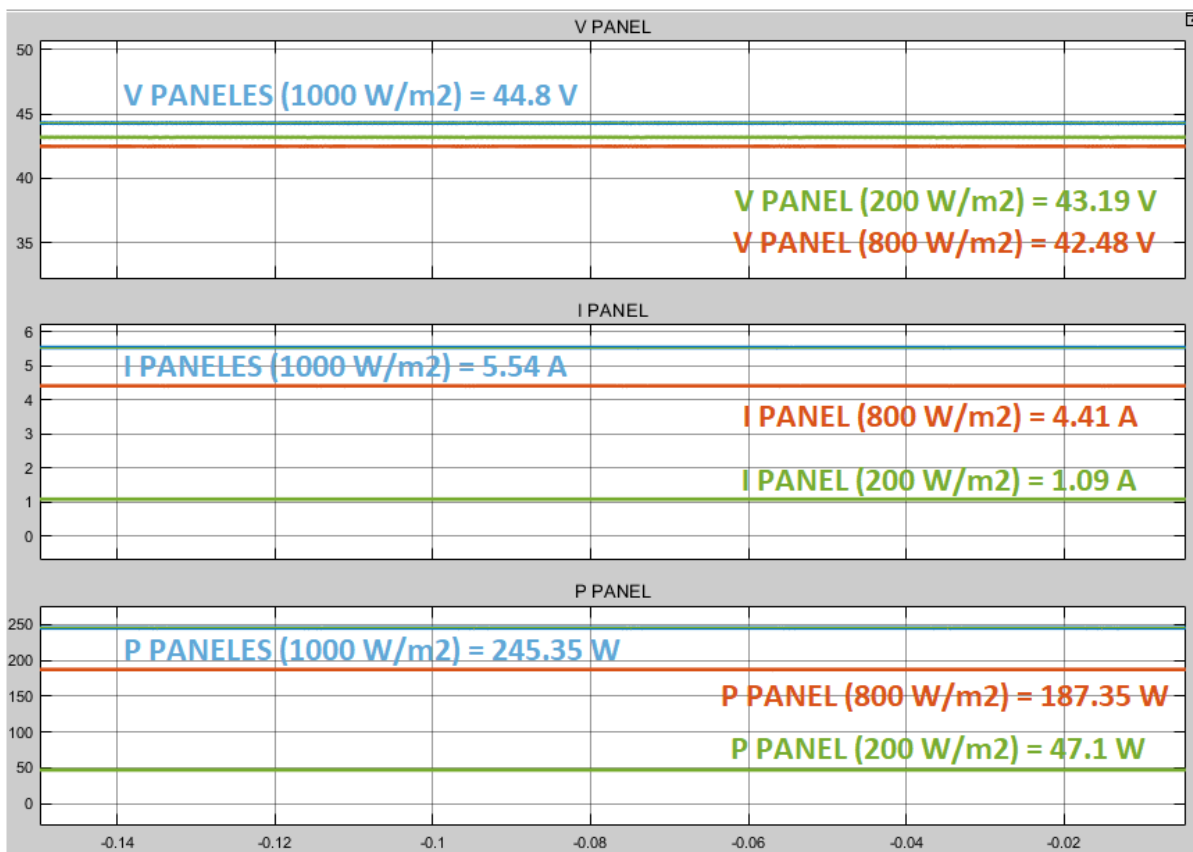 V PANEL
50
V PANELES (1000 W/m2) = 44.8 V
45
40
V PANEL (200 W/m2) = 43.19 V
V PANEL (800 W/m2) = 42.48 V
35
I PANEL
6
I PANELES (1000 W/m2) = 5.54 A
5
4
I PANEL (800 W/m2) = 4.41 A
3
2
I PANEL (200 W/m2) = 1.09 A
1
0
P PANEL
250
P PANELES (1000 W/m2) = 245.35 W
200
P PANEL (800 W/m2) = 187.35 W
150
100
P PANEL (200 W/m2) = 47.1 W
50
0
-0.14 -0.12 -0.1 -0.08 -0.06 -0.04 -0.02